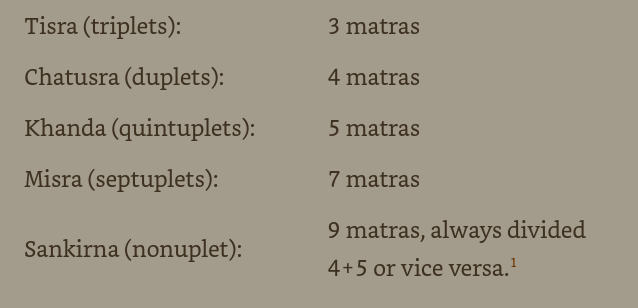 Tisra (triplets): 3 matras
Chatusra (duplets): 4 matras
Khanda (quintuplets): 5 matras
Misra (septuplets): 7 matras
Sankirna (nonuplet): 9 matras, always divided
4+5 or vice versa.1